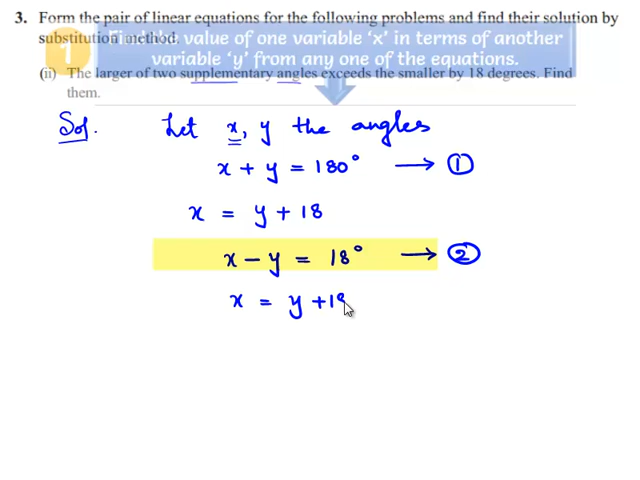 3. Form the pair of linear equations for the following problems and find their solution by
substitution method.
1
Find the value of one variable ‘x’ in terms of another
variable ‘y’ from any one of the equations.
(ii) The larger of two supplementary angles exceeds the smaller by 18 degrees. Find
them.
Sol. Let x, y the angles
x + y = 180° → ①
x = y + 18
x − y = 18° → ②
x = y + 18